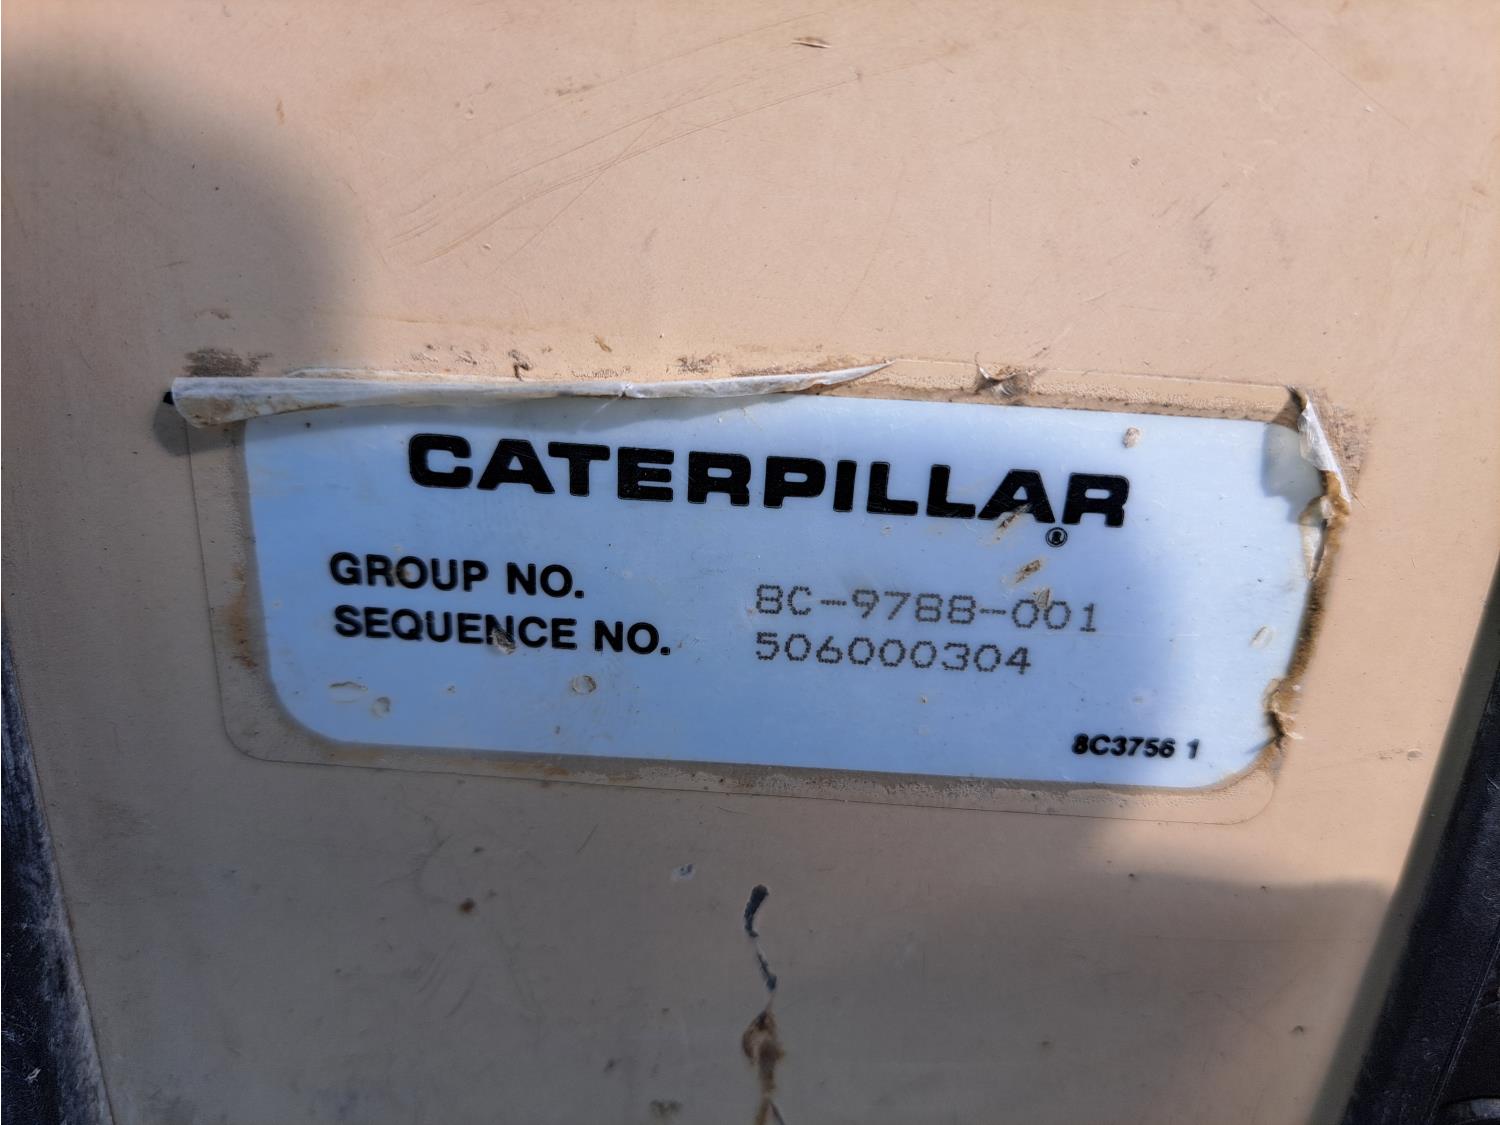 CATERPILLAR®
GROUP NO. 8C-9788-001
SEQUENCE NO. 506000304
8C3756 1